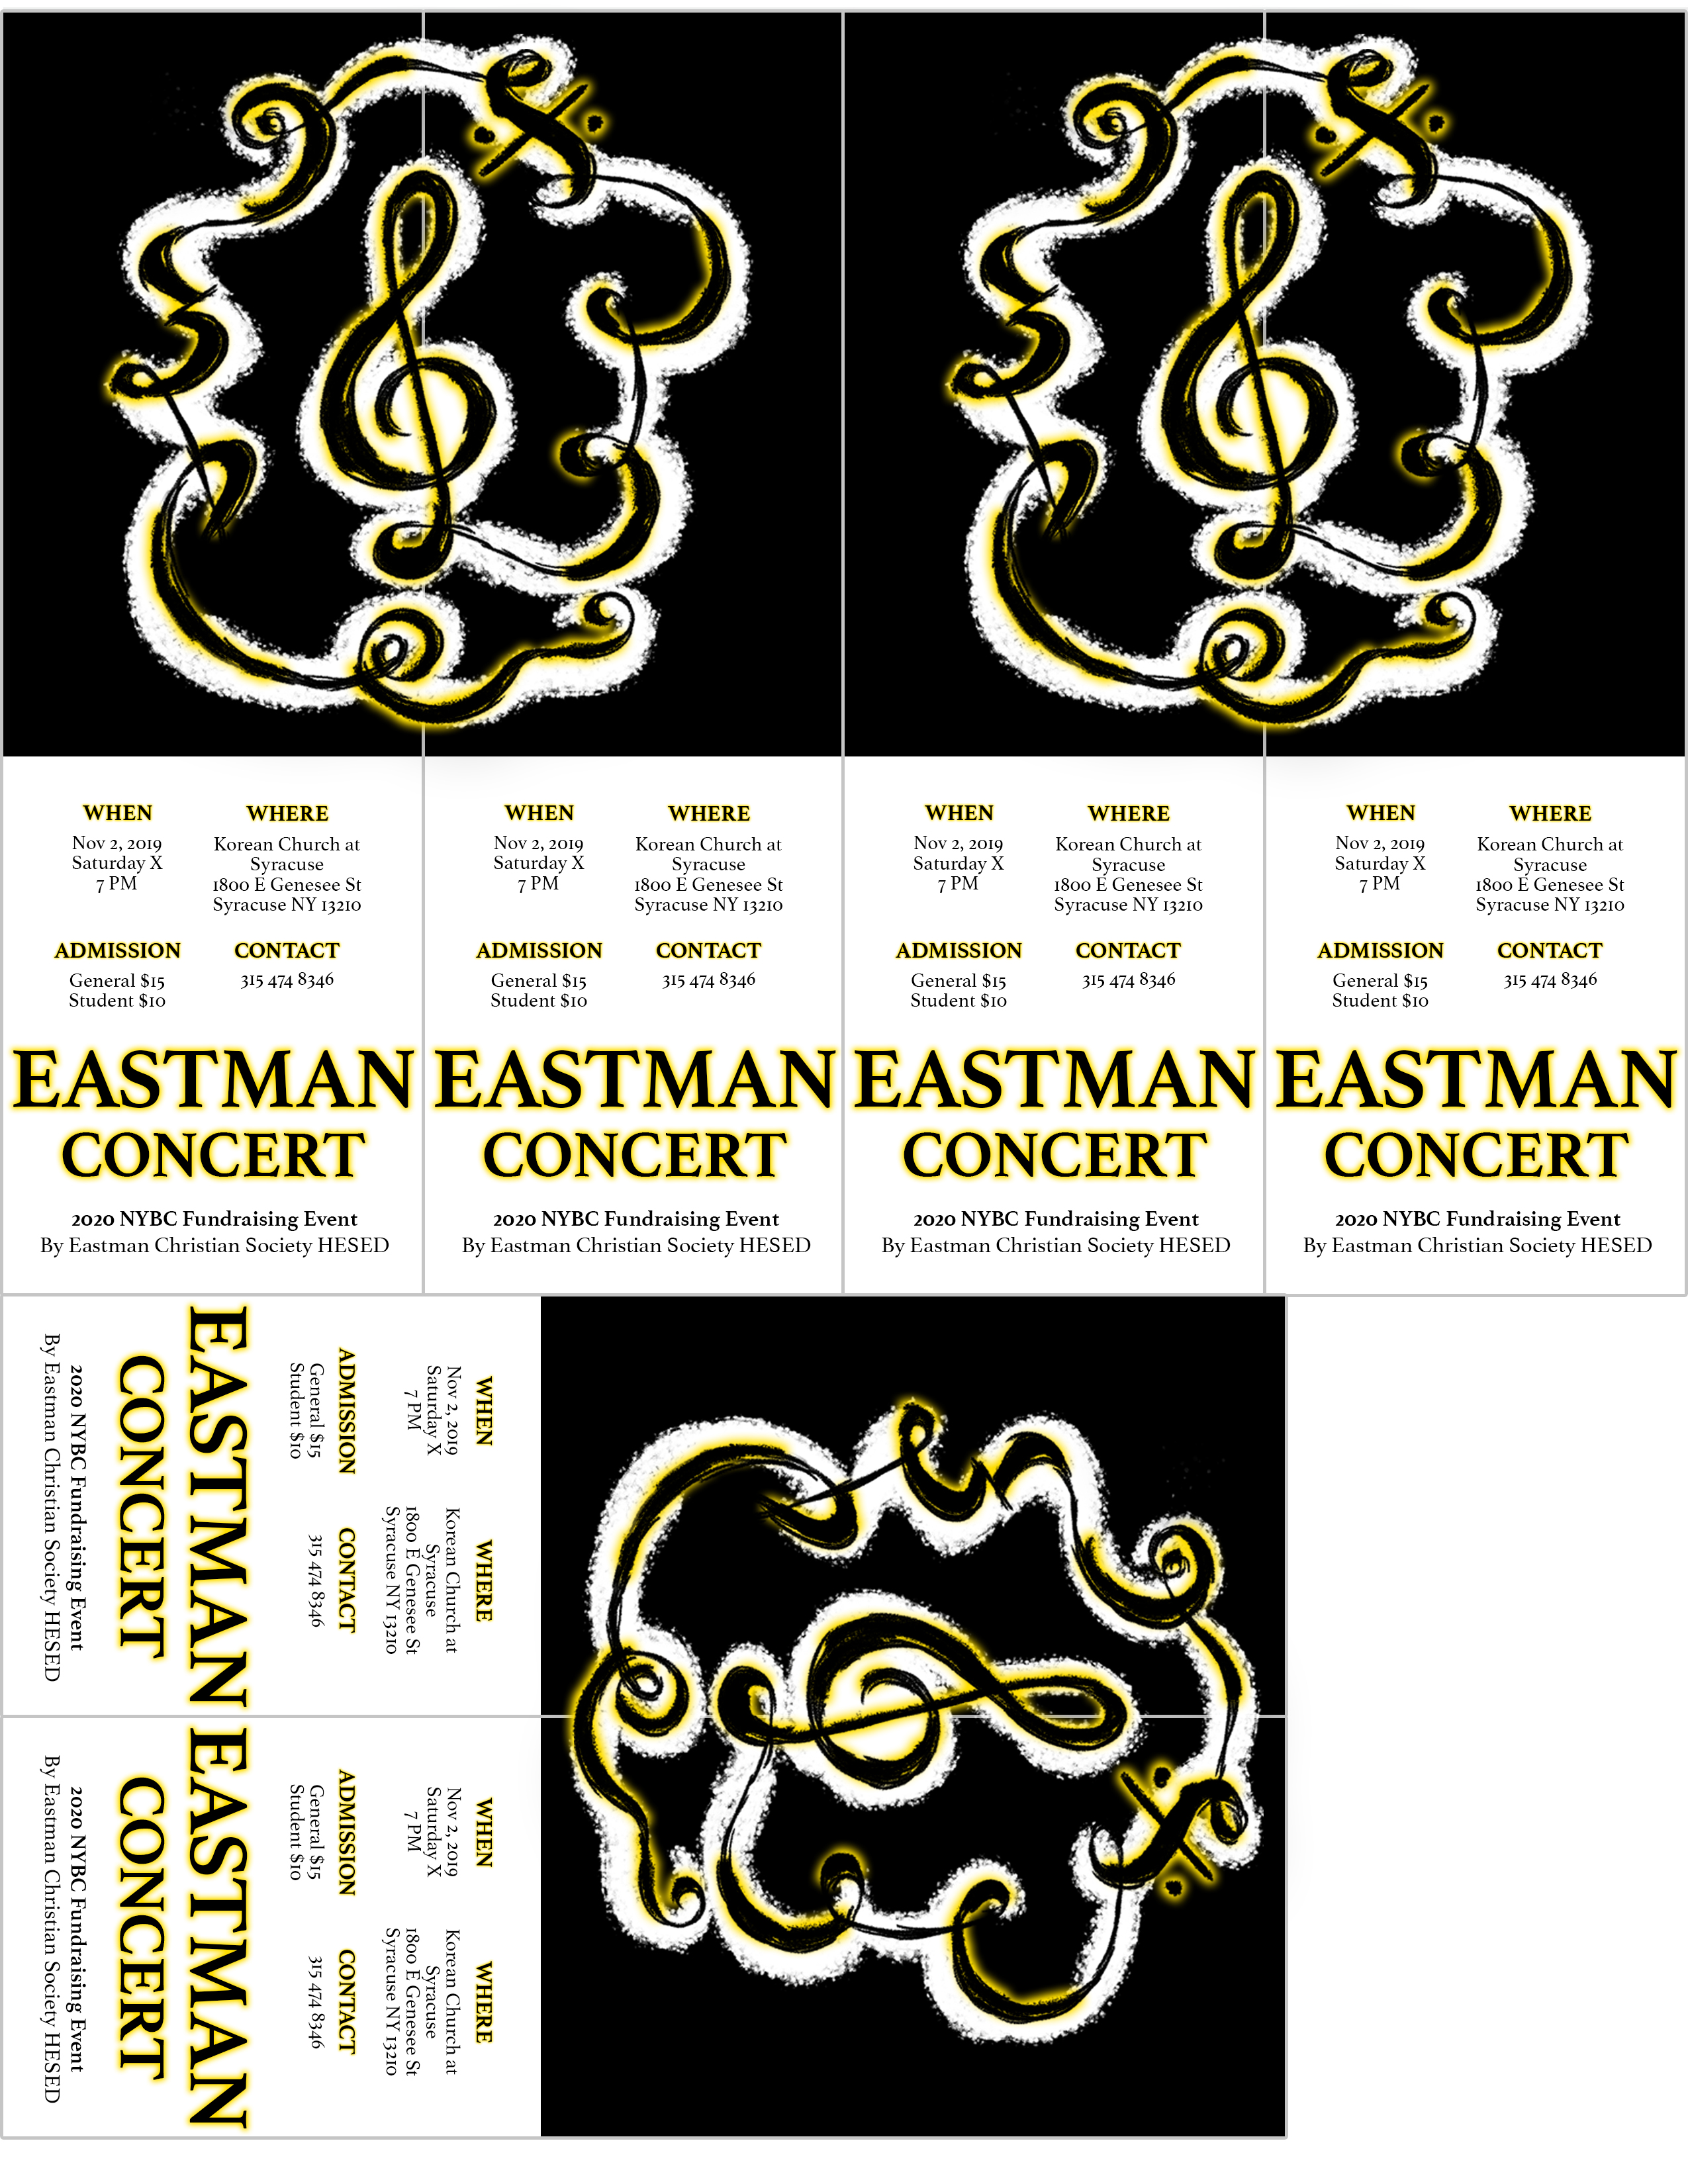 WHEN
Nov 2, 2019
Saturday X
7 PM
WHERE
Korean Church at
Syracuse
1800 E Genesee St
Syracuse NY 13210
ADMISSION
General $15
Student $10
CONTACT
315 474 8346
EASTMAN
CONCERT
2020 NYBC Fundraising Event
By Eastman Christian Society HESED
WHEN
Nov 2, 2019
Saturday X
7 PM
WHERE
Korean Church at
Syracuse
1800 E Genesee St
Syracuse NY 13210
ADMISSION
General $15
Student $10
CONTACT
315 474 8346
EASTMAN
CONCERT
2020 NYBC Fundraising Event
By Eastman Christian Society HESED
WHEN
Nov 2, 2019
Saturday X
7 PM
WHERE
Korean Church at
Syracuse
1800 E Genesee St
Syracuse NY 13210
ADMISSION
General $15
Student $10
CONTACT
315 474 8346
EASTMAN
CONCERT
2020 NYBC Fundraising Event
By Eastman Christian Society HESED
WHEN
Nov 2, 2019
Saturday X
7 PM
WHERE
Korean Church at
Syracuse
1800 E Genesee St
Syracuse NY 13210
ADMISSION
General $15
Student $10
CONTACT
315 474 8346
EASTMAN
CONCERT
2020 NYBC Fundraising Event
By Eastman Christian Society HESED
WHEN
Nov 2, 2019
Saturday X
7 PM
WHERE
Korean Church at
Syracuse
1800 E Genesee St
Syracuse NY 13210
ADMISSION
General $15
Student $10
CONTACT
315 474 8346
EASTMAN
CONCERT
2020 NYBC Fundraising Event
By Eastman Christian Society HESED
WHEN
Nov 2, 2019
Saturday X
7 PM
WHERE
Korean Church at
Syracuse
1800 E Genesee St
Syracuse NY 13210
ADMISSION
General $15
Student $10
CONTACT
315 474 8346
EASTMAN
CONCERT
2020 NYBC Fundraising Event
By Eastman Christian Society HESED